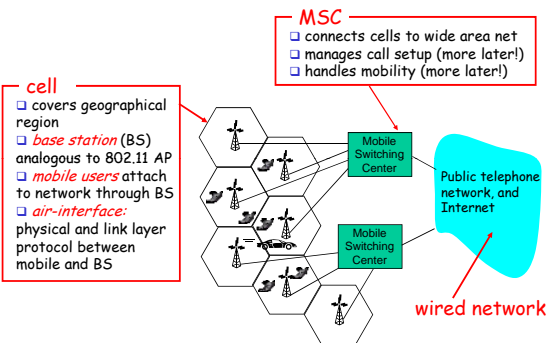 MSC
❑ connects cells to wide area net
❑ manages call setup (more later!)
❑ handles mobility (more later!)
cell
❑ covers geographical
region
❑ base station (BS)
analogous to 802.11 AP
❑ mobile users attach
to network through BS
❑ air-interface:
physical and link layer
protocol between
mobile and BS
Mobile
Switching
Center
Public telephone
network, and
Internet
Mobile
Switching
Center
wired network